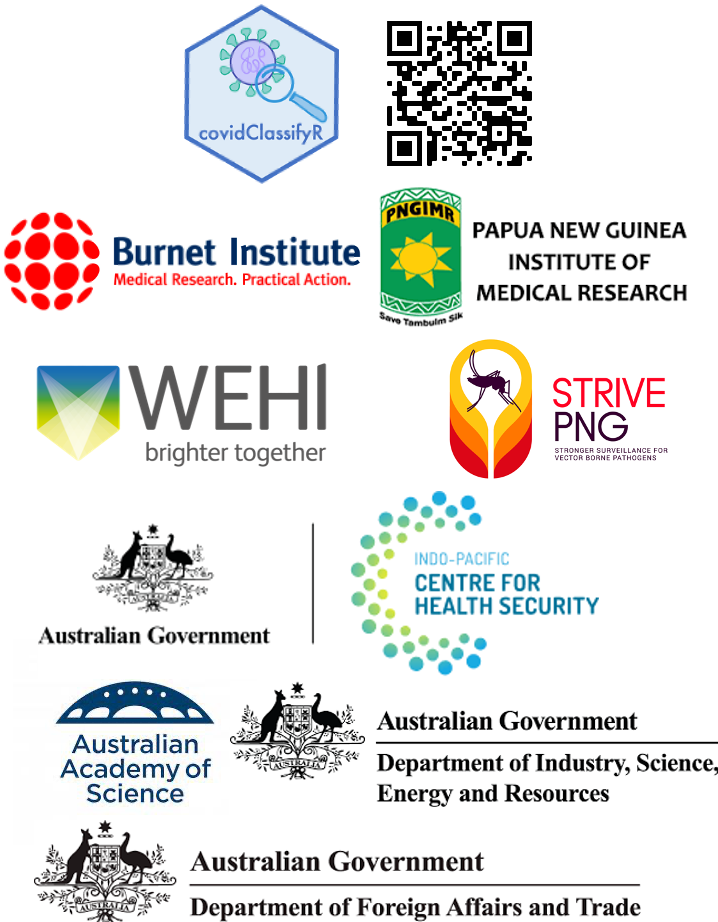 covidClassifyR
Burnet Institute
Medical Research. Practical Action.
PNGIMR
Save Tambuim Sik
PAPUA NEW GUINEA
INSTITUTE OF
MEDICAL RESEARCH
WEHI
brighter together
STRIVE
PNG
STRONGER SURVEILLANCE FOR
VECTOR BORNE PATHOGENS
AUSTRALIA
Australian Government
INDO-PACIFIC
CENTRE FOR
HEALTH SECURITY
Australian
Academy of
Science
AUSTRALIA
Australian Government
Department of Industry, Science,
Energy and Resources
AUSTRALIA
Australian Government
Department of Foreign Affairs and Trade